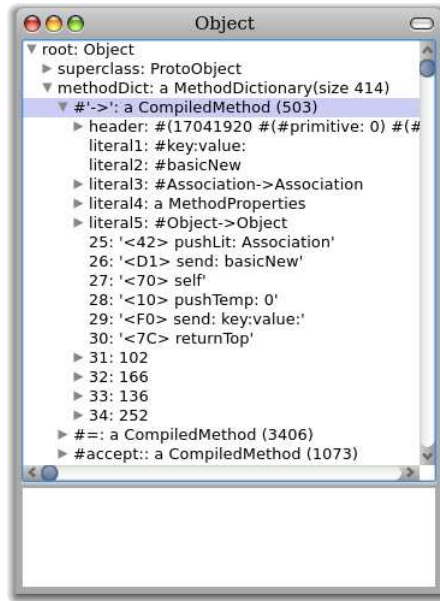 Object
root: Object
superclass: ProtoObject
methodDict: a MethodDictionary(size 414)
#'->': a CompiledMethod (503)
header: #(17041920 #(#primitive: 0) #(#
literal1: #key:value:
literal2: #basicNew
literal3: #Association->Association
literal4: a MethodProperties
literal5: #Object->Object
25: '<42> pushLit: Association'
26: '<D1> send: basicNew'
27: '<70> self'
28: '<10> pushTemp: 0'
29: '<F0> send: key:value:'
30: '<7C> returnTop'
31: 102
32: 166
33: 136
34: 252
#=: a CompiledMethod (3406)
#accept:: a CompiledMethod (1073)